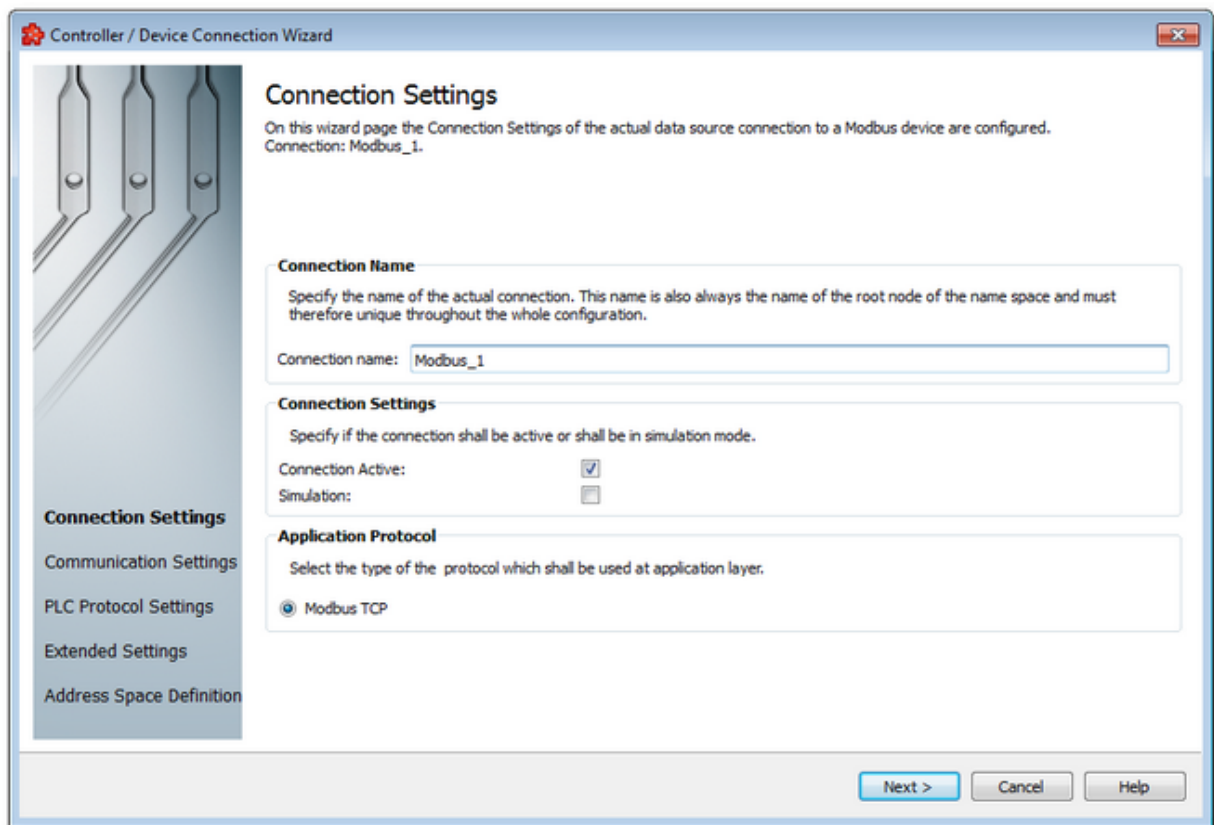 Controller / Device Connection Wizard
Connection Settings
On this wizard page the Connection Settings of the actual data source connection to a Modbus device are configured.
Connection: Modbus_1.
Connection Name
Specify the name of the actual connection. This name is also always the name of the root node of the name space and must
therefore unique throughout the whole configuration.
Connection name: Modbus_1
Connection Settings
Specify if the connection shall be active or shall be in simulation mode.
Connection Active:
Simulation:
Application Protocol
Select the type of the protocol which shall be used at application layer.
Modbus TCP
Connection Settings
Communication Settings
PLC Protocol Settings
Extended Settings
Address Space Definition
Next >
Cancel
Help